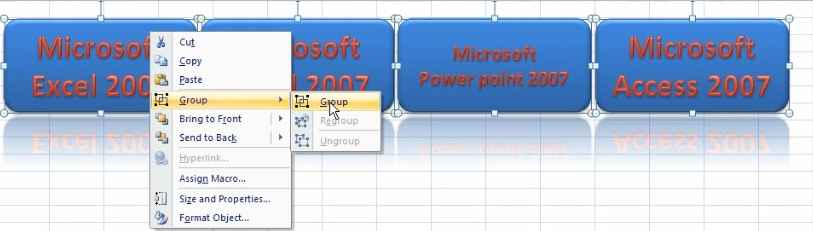 Microsoft
Excel 200
osoft
l 2007
Microsoft
Power point 2007
Microsoft
Access 2007
Cut
Copy
Paste
Group
Bring to Front
Send to Back
Hyperlink...
Assign Macro...
Size and Properties...
Format Object...
Group
Regroup
Ungroup